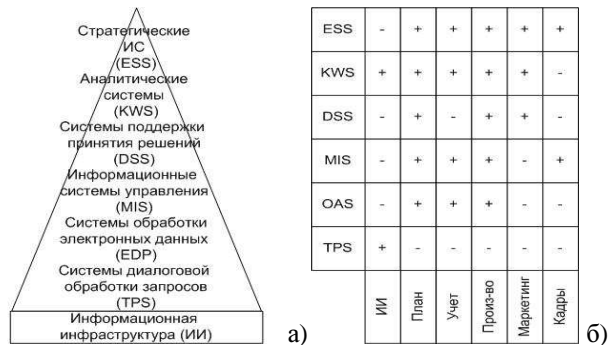 Стратегические
ИС
(ESS)
Аналитические
системы
(KWS)
Системы поддержки
принятия решений
(DSS)
Информационные
системы управления
(MIS)
Системы обработки
электронных данных
(EDP)
Системы диалоговой
обработки запросов
(TPS)
Информационная
инфраструктура (ИИ)
а)
ESS - + + + + +
KWS + + + + + -
DSS - + - + + -
MIS - + + + - +
OAS - + + + - -
TPS + - - - - -
ИИ План Учет Произ-во Маркетинг Кадры
б)